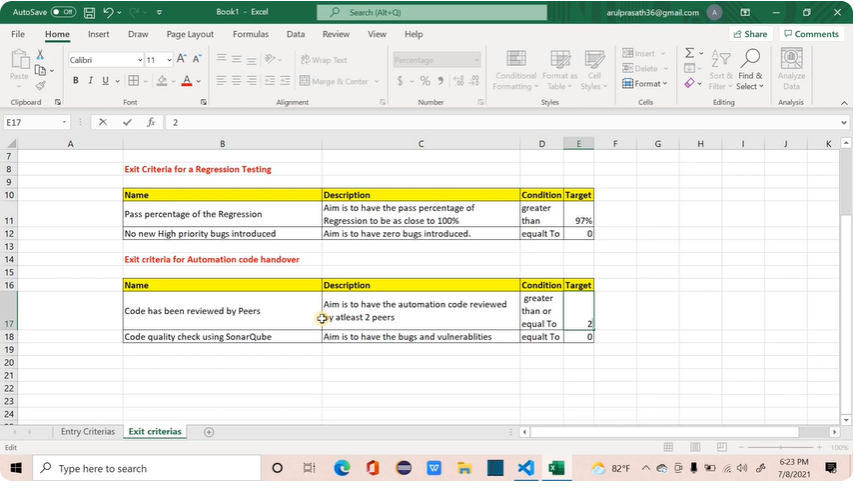 AutoSave Off Book1 - Excel Search (Alt+Q) arulprasath36@gmail.com A
File Home Insert Draw Page Layout Formulas Data Review View Help Share Comments
Calibri 11 Wrap Text Percentage Insert
Paste B I U Merge & Center $ % Conditional Formatting Format as Table Cell Styles Delete Format Sort & Filter Find & Select Analyze Data
Clipboard Font Alignment Number Styles Cells Editing Analysis
E17 fx 2
A B C D E F G H I J K
7
8 Exit Criteria for a Regression Testing
9
10 Name Description Condition Target
11 Pass percentage of the Regression Aim is to have the pass percentage of Regression to be as close to 100% greater than 97%
12 No new High priority bugs introduced Aim is to have zero bugs introduced. equalt To 0
13
14 Exit criteria for Automation code handover
15
16 Name Description Condition Target
17 Code has been reviewed by Peers Aim is to have the automation code reviewed by atleast 2 peers greater than or equal To 2
18 Code quality check using SonarQube Aim is to have the bugs and vulnerablities equalt To 0
19
20
21
22
23
24
Entry Criterias Exit criterias
Edit 100%
Type here to search 82°F 6:23 PM
7/8/2021